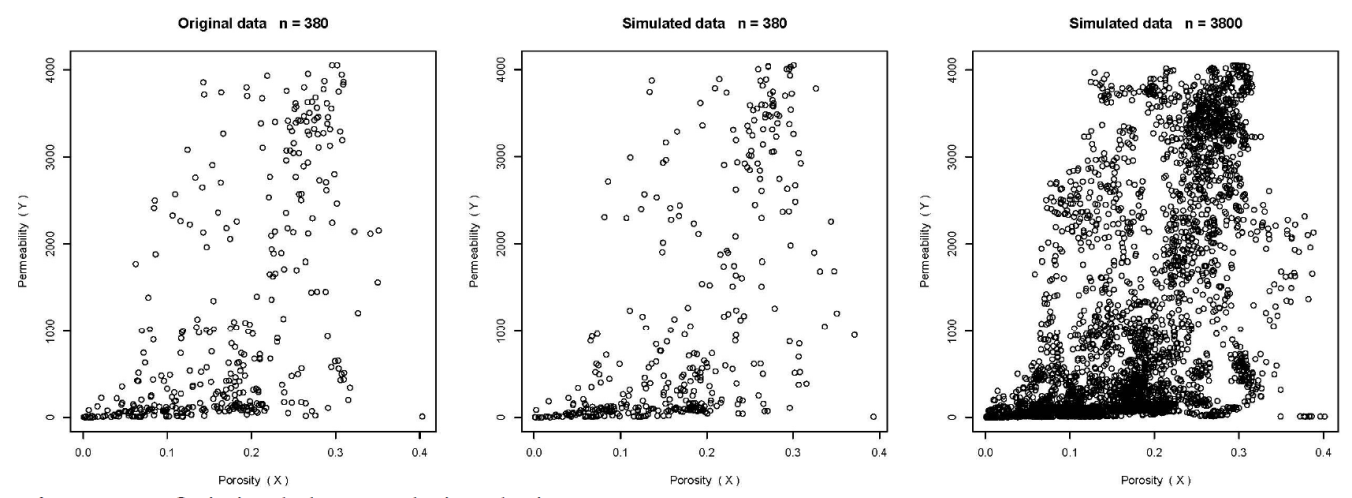 Original data n = 380
Permeability ( Y )
4000
3000
2000
1000
0
0.0 0.1 0.2 0.3 0.4
Porosity ( X )
Simulated data n = 380
Permeability ( Y )
4000
3000
2000
1000
0
0.0 0.1 0.2 0.3 0.4
Porosity ( X )
Simulated data n = 3800
Permeability ( Y )
4000
3000
2000
1000
0
0.0 0.1 0.2 0.3 0.4
Porosity ( X )